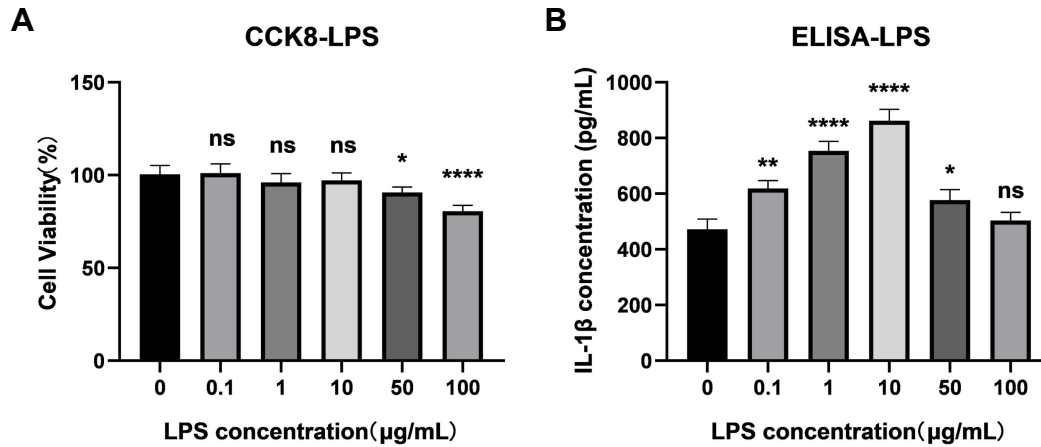 A
CCK8-LPS
Cell Viability(%)
150
100
50
0
ns
ns
ns
*
****
0 0.1 1 10 50 100
LPS concentration(μg/mL)
B
ELISA-LPS
IL-1β concentration (pg/mL)
1000
800
600
400
200
0
**
****
****
*
ns
0 0.1 1 10 50 100
LPS concentration(μg/mL)